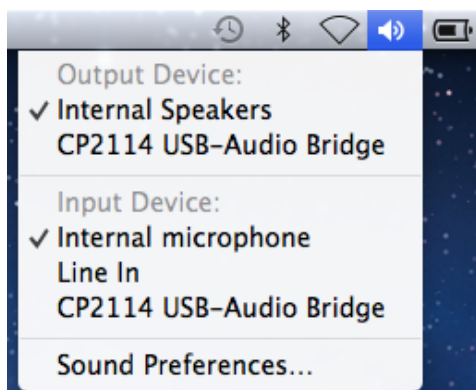 Output Device:
✓ Internal Speakers
CP2114 USB-Audio Bridge
Input Device:
✓ Internal microphone
Line In
CP2114 USB-Audio Bridge
Sound Preferences...